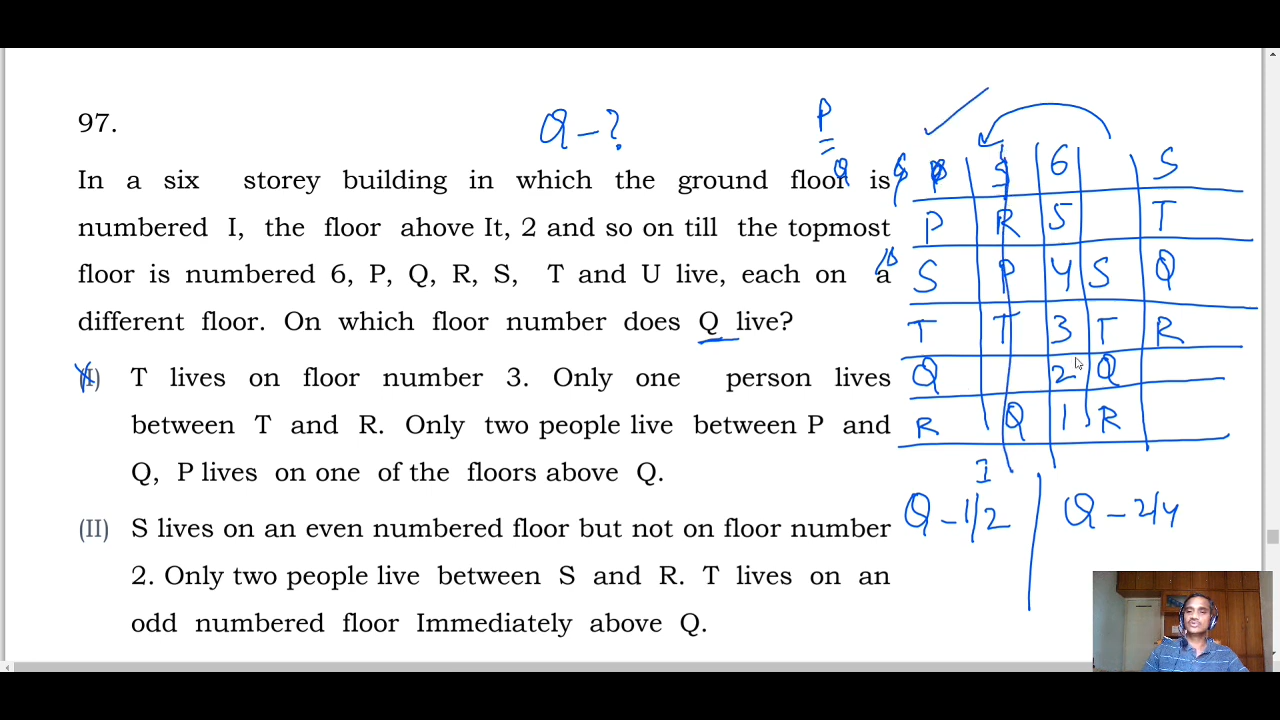 97.
Q - ?
P
Q
In a six storey building in which the ground floor is
numbered I, the floor ahove It, 2 and so on till the topmost
floor is numbered 6, P, Q, R, S, T and U live, each on a
different floor. On which floor number does Q live?
(I) T lives on floor number 3. Only one person lives
between T and R. Only two people live between P and
Q, P lives on one of the floors above Q.
(II) S lives on an even numbered floor but not on floor number
2. Only two people live between S and R. T lives on an
odd numbered floor Immediately above Q.
S 6 S
P R 5 T
S P 4 S Q
T T 3 T R
Q 2 Q
R Q 1 R
I
Q - 1/2 Q - 2/4